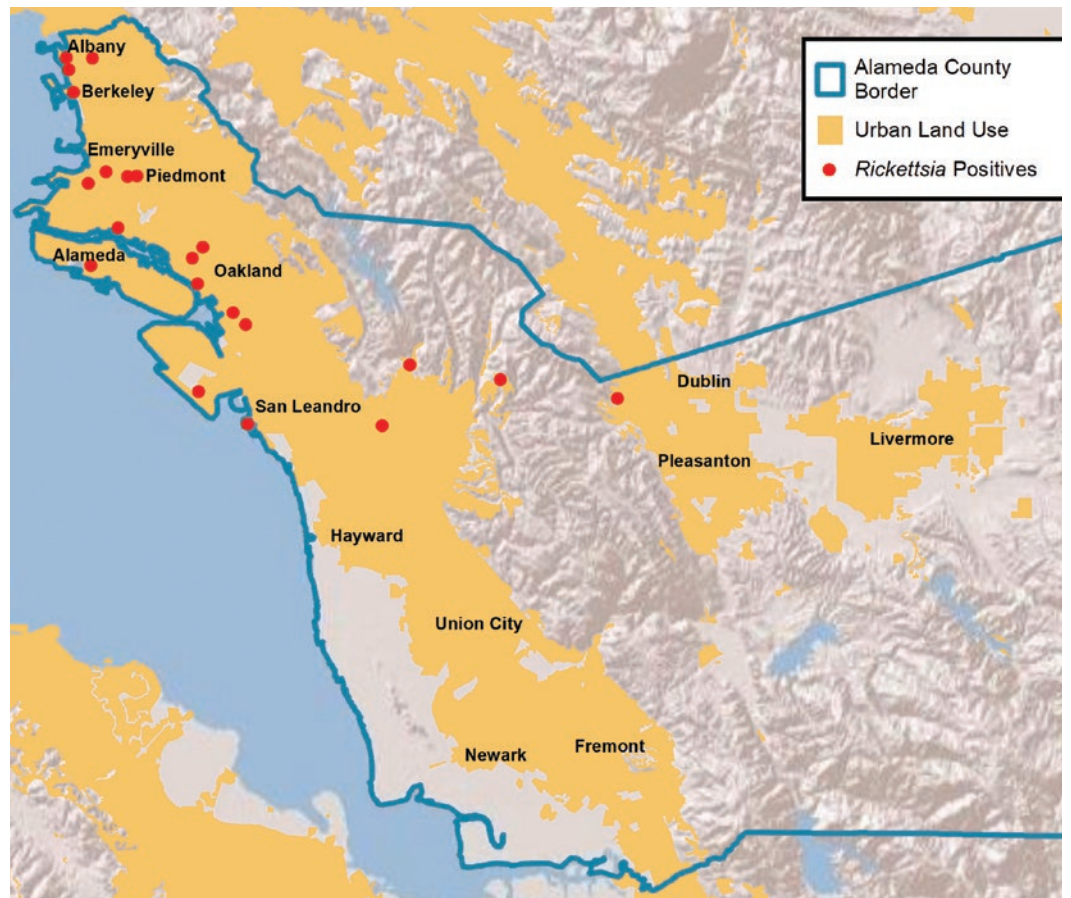 Albany
Berkeley
Emeryville
Piedmont
Alameda
Oakland
San Leandro
Dublin
Livermore
Pleasanton
Hayward
Union City
Newark
Fremont
Alameda County
Border
Urban Land Use
Rickettsia Positives